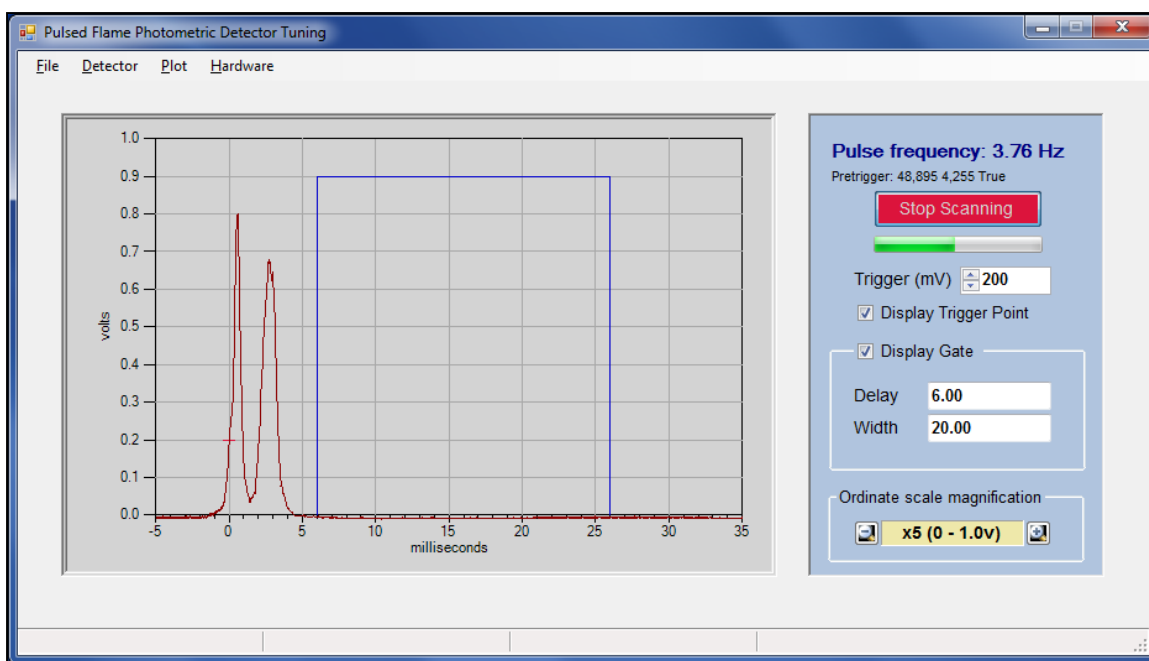 Pulsed Flame Photometric Detector Tuning
File Detector Plot Hardware
1.0
0.9
0.8
0.7
0.6
0.5
0.4
0.3
0.2
0.1
0.0
volts
-5 0 5 10 15 20 25 30 35
milliseconds
Pulse frequency: 3.76 Hz
Pretrigger: 48,895 4,255 True
Stop Scanning
Trigger (mV) 200
Display Trigger Point
Display Gate
Delay 6.00
Width 20.00
Ordinate scale magnification
x5 (0 - 1.0v)